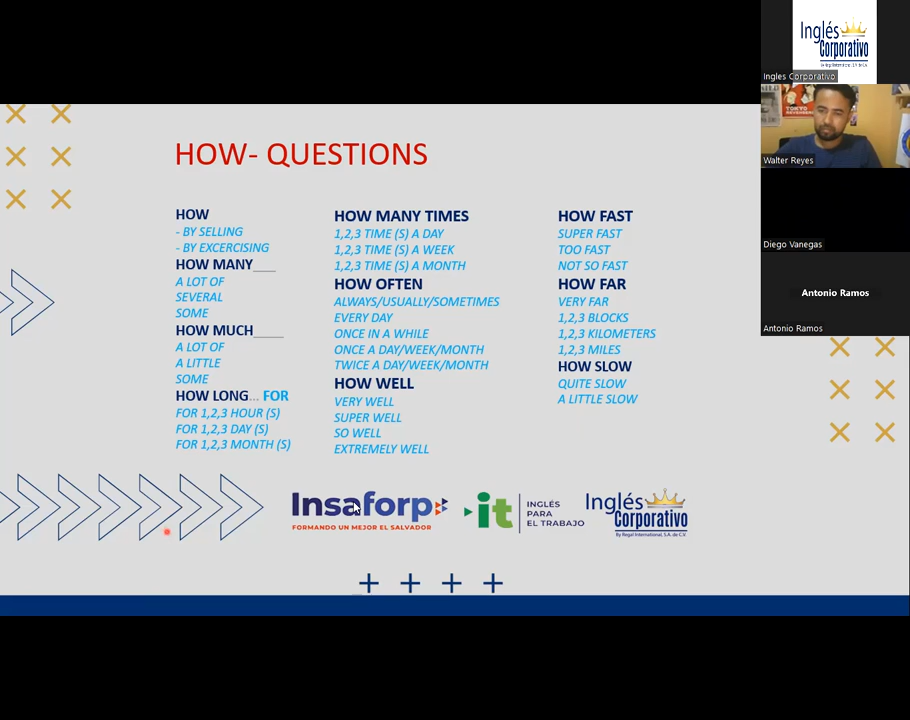 HOW- QUESTIONS
HOW
- BY SELLING
- BY EXCERCISING
HOW MANY___
A LOT OF
SEVERAL
SOME
HOW MUCH____
A LOT OF
A LITTLE
SOME
HOW LONG... FOR
FOR 1,2,3 HOUR (S)
FOR 1,2,3 DAY (S)
FOR 1,2,3 MONTH (S)
HOW MANY TIMES
1,2,3 TIME (S) A DAY
1,2,3 TIME (S) A WEEK
1,2,3 TIME (S) A MONTH
HOW OFTEN
ALWAYS/USUALLY/SOMETIMES
EVERY DAY
ONCE IN A WHILE
ONCE A DAY/WEEK/MONTH
TWICE A DAY/WEEK/MONTH
HOW WELL
VERY WELL
SUPER WELL
SO WELL
EXTREMELY WELL
HOW FAST
SUPER FAST
TOO FAST
NOT SO FAST
HOW FAR
VERY FAR
1,2,3 BLOCKS
1,2,3 KILOMETERS
1,2,3 MILES
HOW SLOW
QUITE SLOW
A LITTLE SLOW
Insaforp
FORMANDO UN MEJOR EL SALVADOR
it
INGLÉS
PARA
EL TRABAJO
Inglés
Corporativo
By Regal International, S.A. de C.V.
Inglés
Corporativo
Ingles Corporativo
Walter Reyes
Diego Vanegas
Antonio Ramos
Antonio Ramos